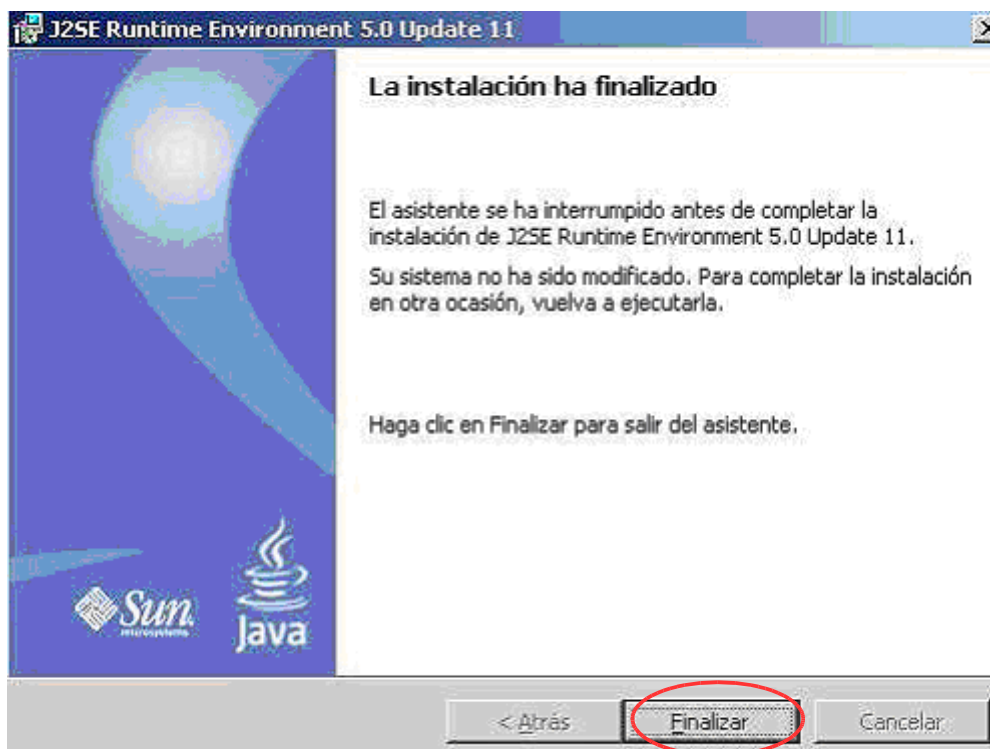 J2SE Runtime Environment 5.0 Update 11
La instalación ha finalizado
El asistente se ha interrumpido antes de completar la
instalación de J2SE Runtime Environment 5.0 Update 11.
Su sistema no ha sido modificado. Para completar la instalación
en otra ocasión, vuelva a ejecutarla.
Haga clic en Finalizar para salir del asistente.
Sun
microsystems
Java
< Atrás
Finalizar
Cancelar